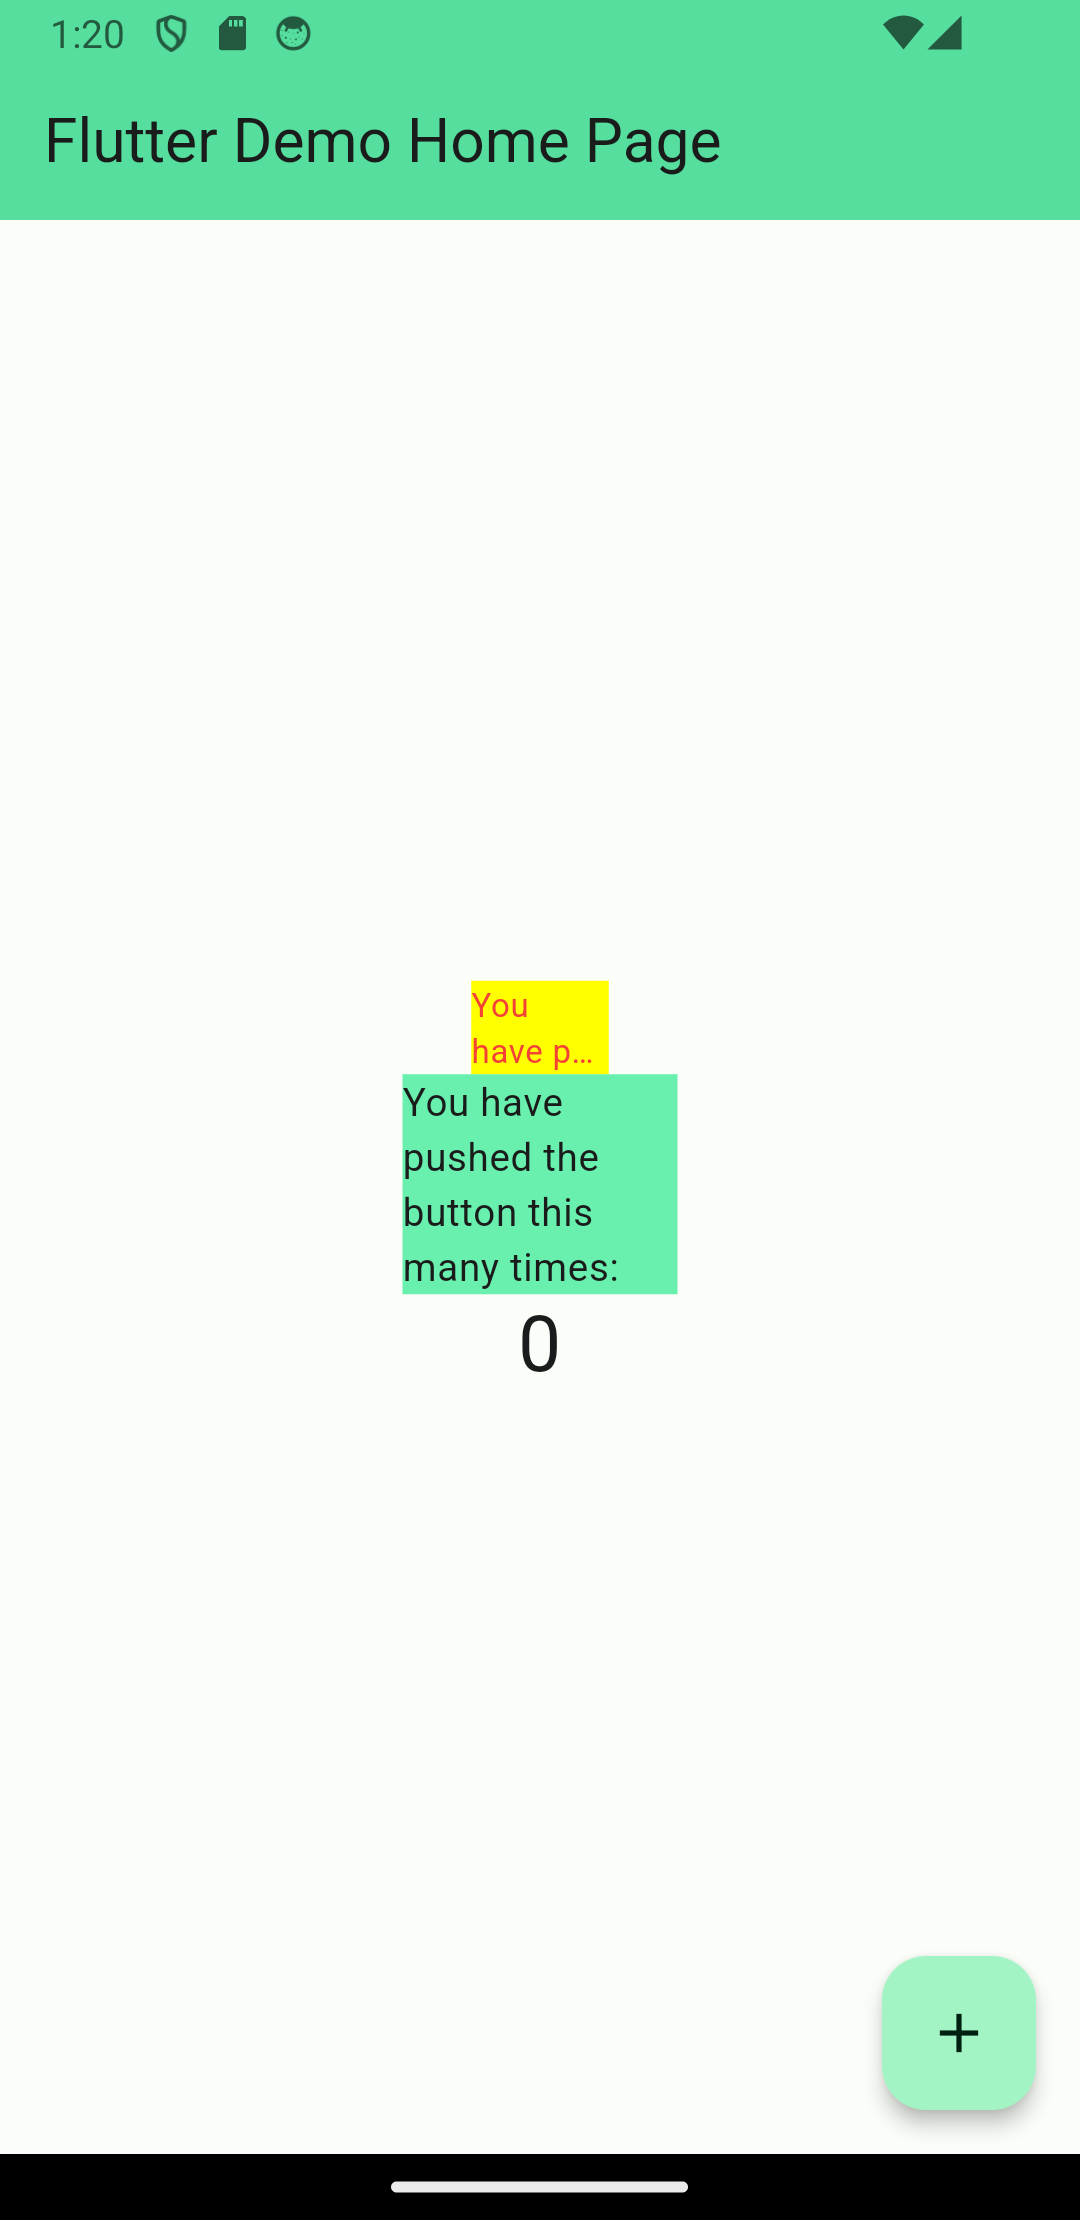 1:20
Flutter Demo Home Page
You
have p…
You have
pushed the
button this
many times:
0